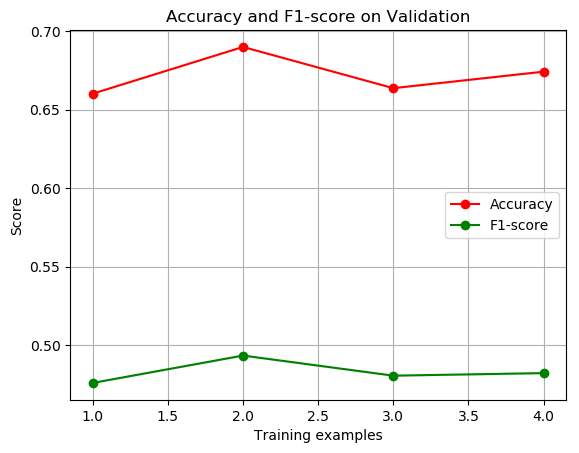 Accuracy and F1-score on Validation
0.70
0.65
0.60
0.55
0.50
Score
Accuracy
F1-score
1.0 1.5 2.0 2.5 3.0 3.5 4.0
Training examples